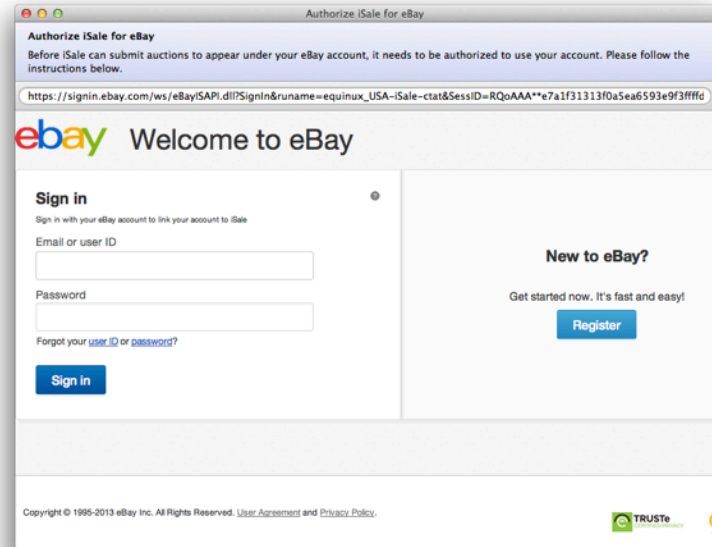 Authorize iSale for eBay
Authorize iSale for eBay
Before iSale can submit auctions to appear under your eBay account, it needs to be authorized to use your account. Please follow the
instructions below.
https://signin.ebay.com/ws/eBayISAPI.dll?SignIn&runame=equinux_USA-iSale-ctat&SessID=RQoAAA**e7a1f31313f0a5ea6593e9f3ffffd
ebay Welcome to eBay
Sign in
Sign in with your eBay account to link your account to iSale
Email or user ID
Password
Forgot your user ID or password?
Sign in
New to eBay?
Get started now. It's fast and easy!
Register
Copyright © 1995-2013 eBay Inc. All Rights Reserved. User Agreement and Privacy Policy.
TRUSTe
CERTIFIED PRIVACY